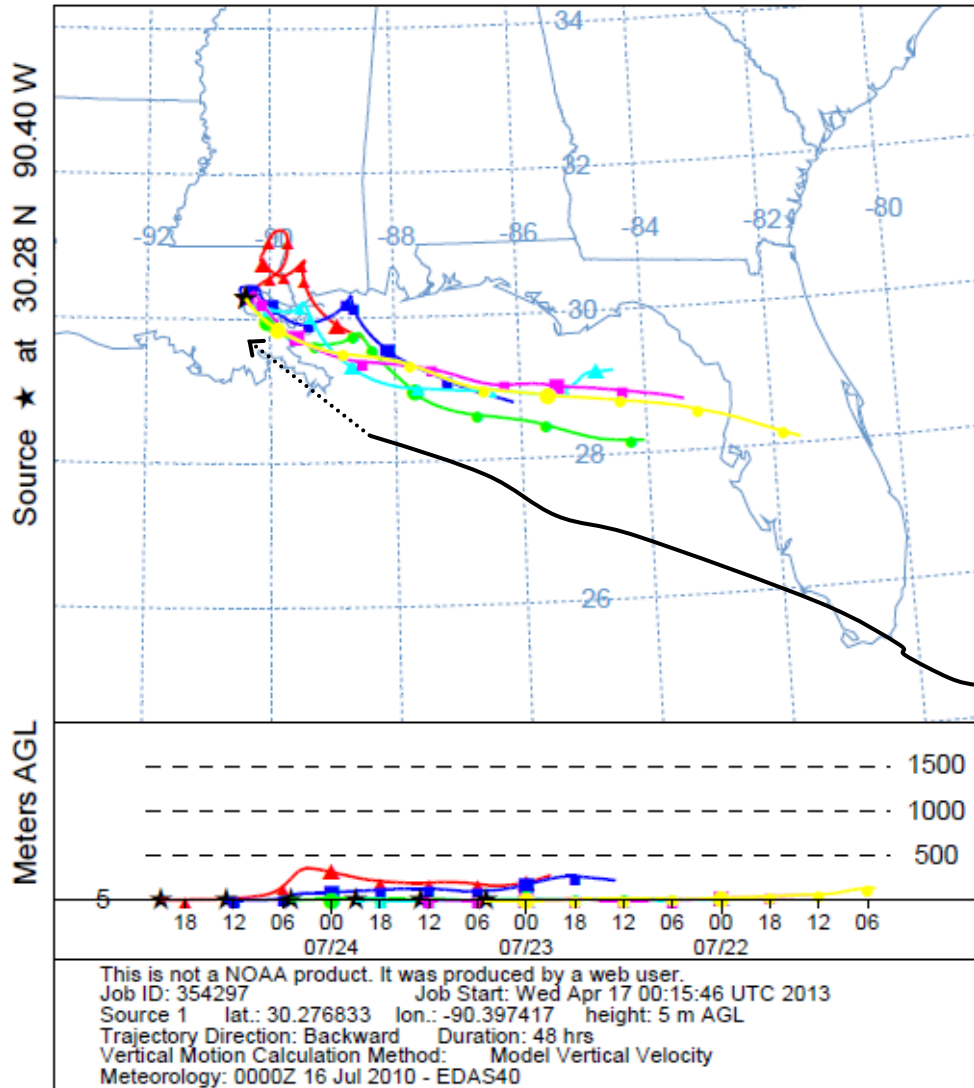 Source ★ at 30.28 N 90.40 W
34
32
-92
-90
-88
-86
-84
-82
-80
30
28
26
Meters AGL
1500
1000
500
5
18 12 06 00 18 12 06 00 18 12 06 00 18 12 06
07/24 07/23 07/22
This is not a NOAA product. It was produced by a web user.
Job ID: 354297 Job Start: Wed Apr 17 00:15:46 UTC 2013
Source 1 lat.: 30.276833 lon.: -90.397417 height: 5 m AGL
Trajectory Direction: Backward Duration: 48 hrs
Vertical Motion Calculation Method: Model Vertical Velocity
Meteorology: 0000Z 16 Jul 2010 - EDAS40